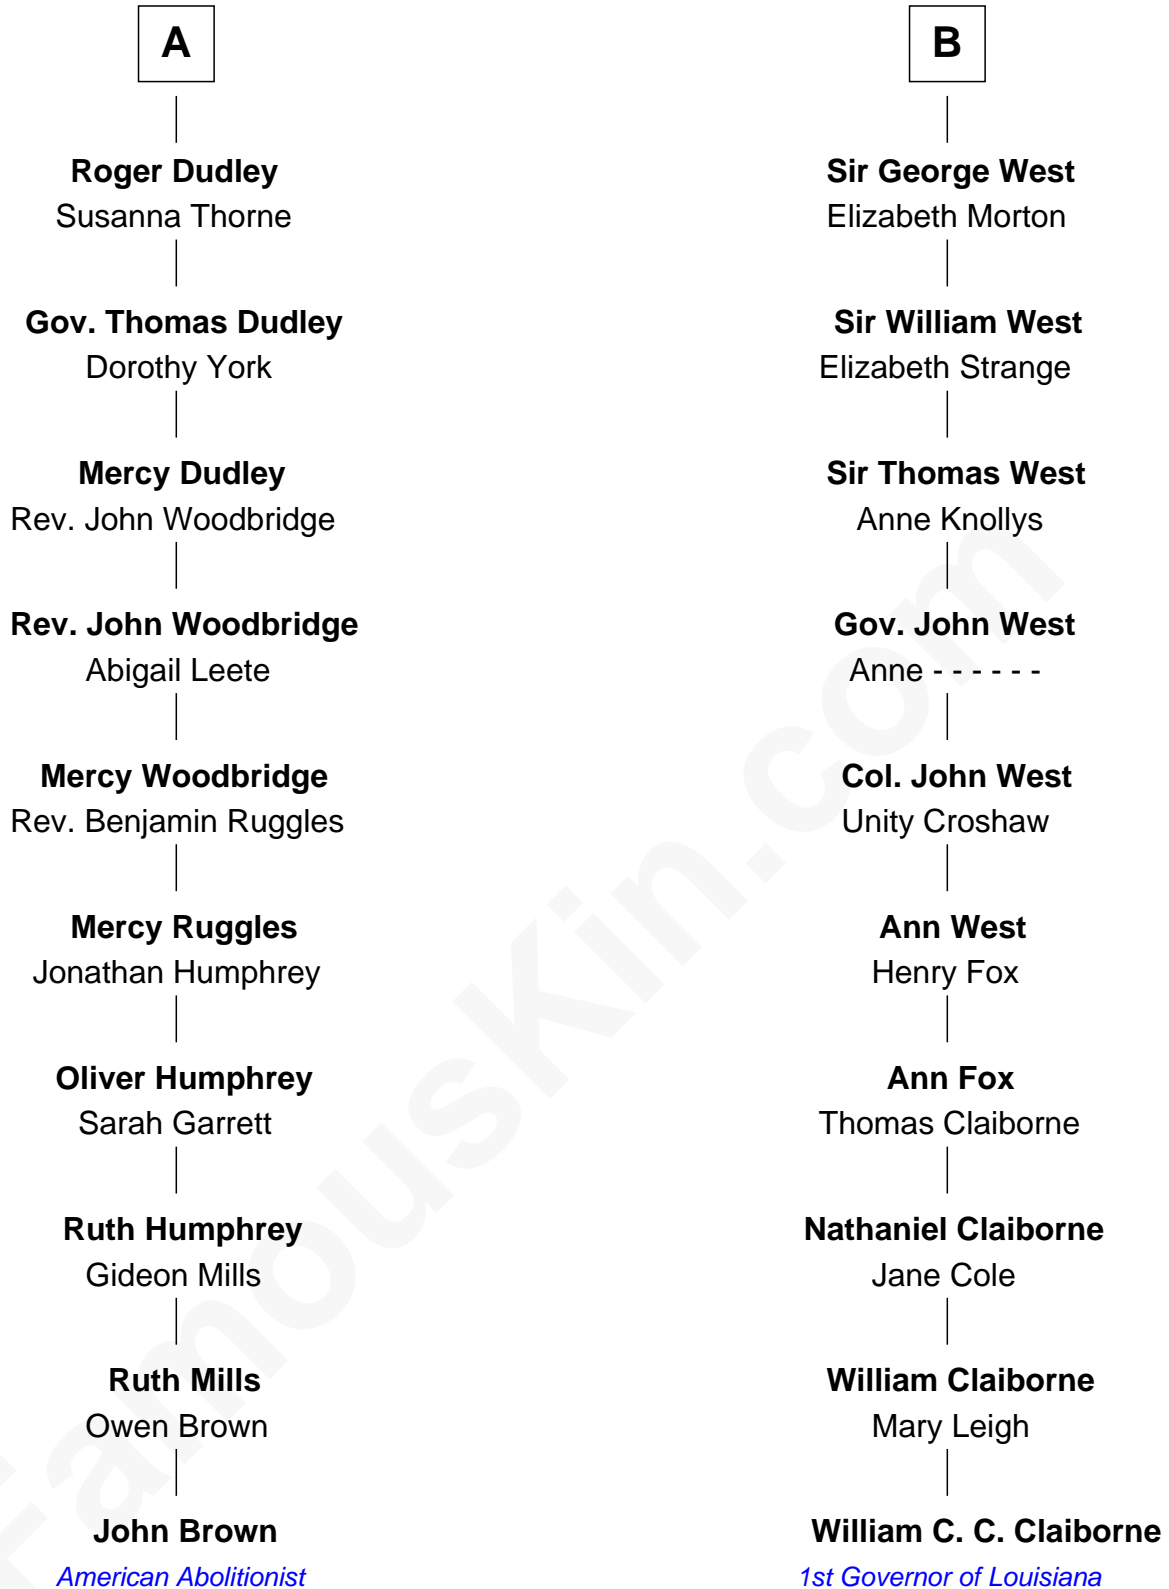 A
Roger Dudley
Susanna Thorne
Gov. Thomas Dudley
Dorothy York
Mercy Dudley
Rev. John Woodbridge
Rev. John Woodbridge
Abigail Leete
Mercy Woodbridge
Rev. Benjamin Ruggles
Mercy Ruggles
Jonathan Humphrey
Oliver Humphrey
Sarah Garrett
Ruth Humphrey
Gideon Mills
Ruth Mills
Owen Brown
John Brown
American Abolitionist
B
Sir George West
Elizabeth Morton
Sir William West
Elizabeth Strange
Sir Thomas West
Anne Knollys
Gov. John West
Anne - - - - - -
Col. John West
Unity Croshaw
Ann West
Henry Fox
Ann Fox
Thomas Claiborne
Nathaniel Claiborne
Jane Cole
William Claiborne
Mary Leigh
William C. C. Claiborne
1st Governor of Louisiana
FamousKin.com